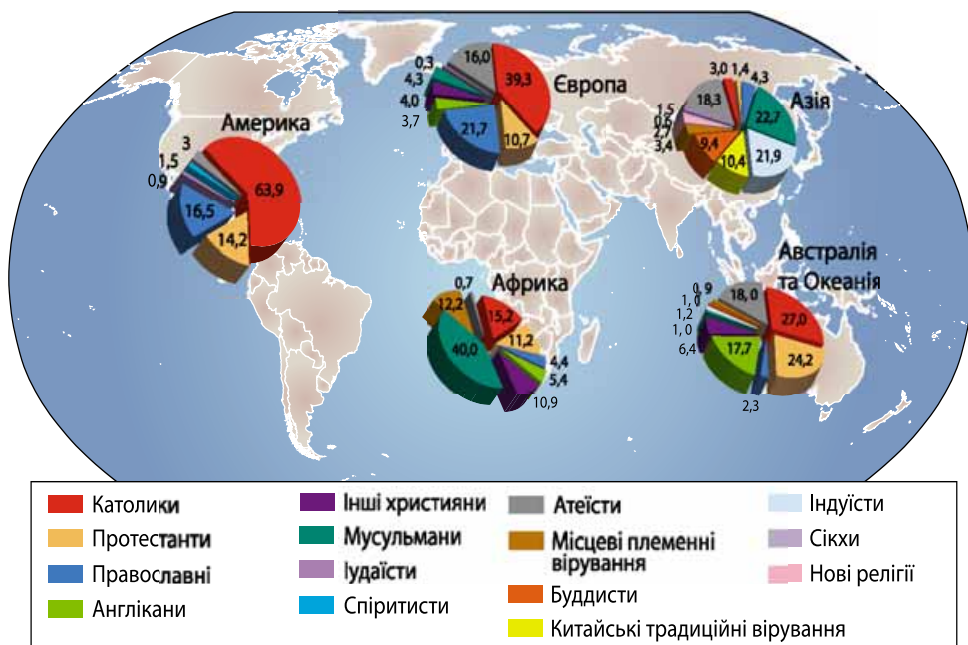 Америка
3
1,5
0,9
63,9
16,5
14,2
Європа
0,3
4,3
4,0
3,7
16,0
39,3
21,7
10,7
Азія
3,0
1,4
4,3
18,3
22,7
1,5
0,6
2,7
3,4
9,4
10,4
21,9
Африка
0,7
12,2
15,2
40,0
11,2
4,4
5,4
10,9
Австралія
та Океанія
0,9
18,0
27,0
1,0
1,2
1,0
17,7
24,2
6,4
2,3
Католики
Протестанти
Православні
Англікани
Інші християни
Мусульмани
Іудаїсти
Спіритисти
Атеїсти
Місцеві племенні
вірування
Буддисти
Китайські традиційні вірування
Індуїсти
Сікхи
Нові релігії